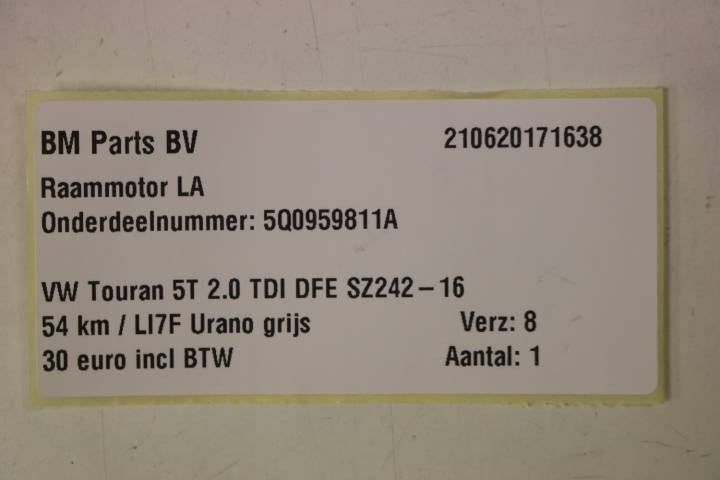 BM Parts BV 210620171638
Raammotor LA
Onderdeelnummer: 5Q0959811A
VW Touran 5T 2.0 TDI DFE SZ242-16
54 km / LI7F Urano grijs Verz: 8
30 euro incl BTW Aantal: 1